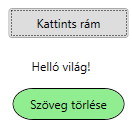 Kattints rám
Helló világ!
Szöveg törlése